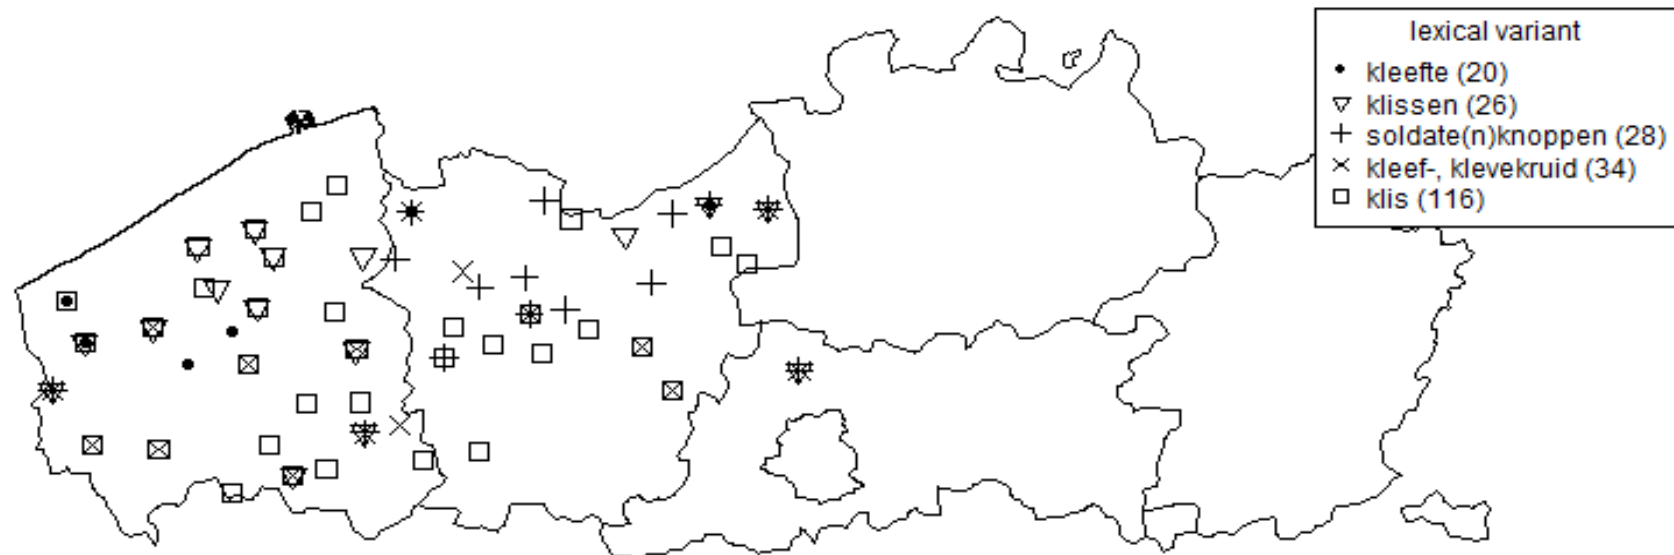 lexical variant
kleefte (20)
klissen (26)
soldate(n)knoppen (28)
kleef-, klevekruid (34)
klis (116)